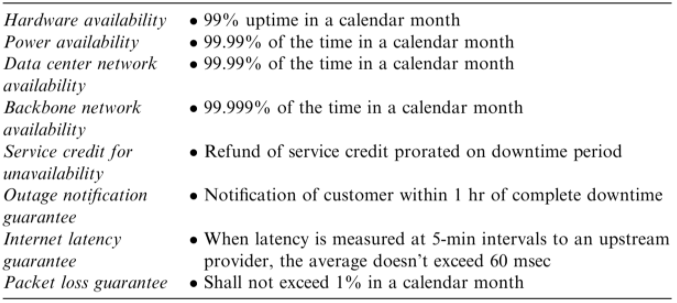 Hardware availability • 99% uptime in a calendar month
Power availability • 99.99% of the time in a calendar month
Data center network • 99.99% of the time in a calendar month
availability
Backbone network • 99.999% of the time in a calendar month
availability
Service credit for • Refund of service credit prorated on downtime period
unavailability
Outage notification • Notification of customer within 1 hr of complete downtime
guarantee
Internet latency • When latency is measured at 5-min intervals to an upstream
guarantee provider, the average doesn't exceed 60 msec
Packet loss guarantee • Shall not exceed 1% in a calendar month